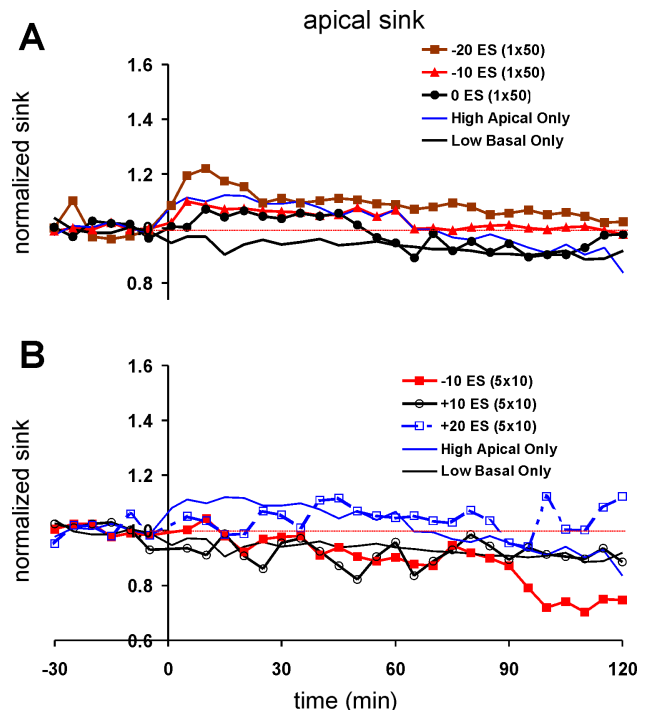 apical sink
A
-20 ES (1x50)
-10 ES (1x50)
0 ES (1x50)
High Apical Only
Low Basal Only
normalized sink
1.6
1.4
1.2
1.0
0.8
B
-10 ES (5x10)
+10 ES (5x10)
+20 ES (5x10)
High Apical Only
Low Basal Only
normalized sink
1.6
1.4
1.2
1.0
0.8
0.6
-30
0
30
60
90
120
time (min)